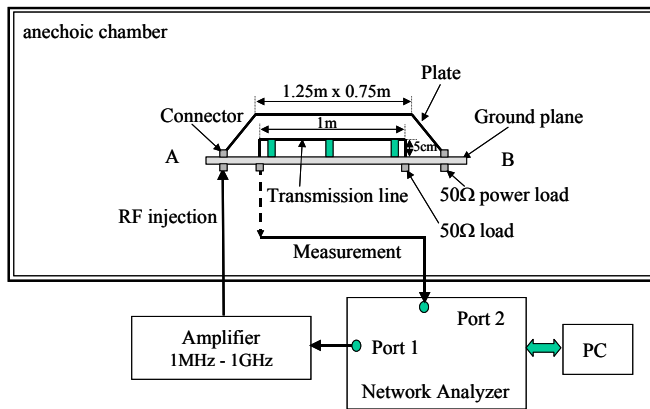 anechoic chamber
1.25m x 0.75m
Plate
Connector
Ground plane
1m
5cm
A
B
Transmission line
50Ω power load
RF injection
50Ω load
Measurement
Amplifier
1MHz - 1GHz
Port 1
Port 2
Network Analyzer
PC